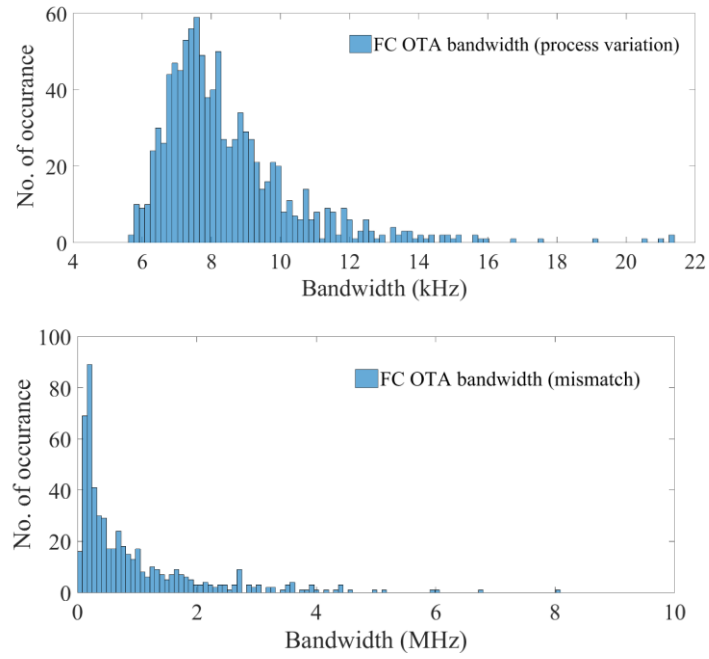 60
FC OTA bandwidth (process variation)
40
No. of occurance
20
0
4 6 8 10 12 14 16 18 20 22
Bandwidth (kHz)
100
FC OTA bandwidth (mismatch)
80
60
No. of occurance
40
20
0
0 2 4 6 8 10
Bandwidth (MHz)